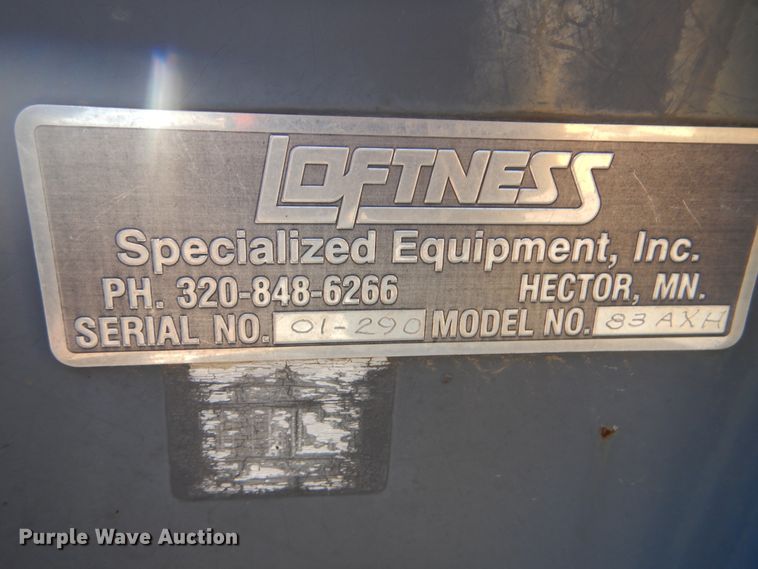 LOFTNESS
Specialized Equipment, Inc.
PH. 320-848-6266 HECTOR, MN.
SERIAL NO. 01-290 MODEL NO. 83AXH
Purple Wave Auction